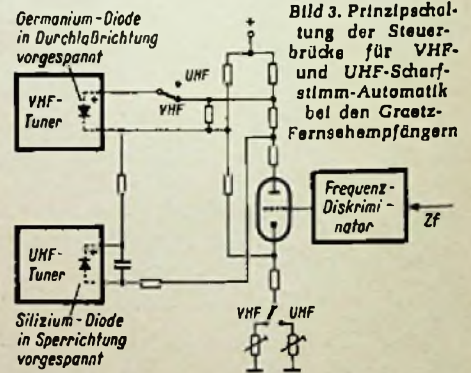 Germanium-Diode
in Durchlaßrichtung
vorgespannt
Bild 3. Prinzipschal-
tung der Steuer-
brücke für VHF-
und UHF-Scharf-
stimm-Automatik
bei den Graetz-
Fernsehempfängern
+
VHF-
Tuner
+
UHF
VHF
Frequenz-
Diskrimi-
nator
Zf
UHF-
Tuner
+
Silizium-Diode
in Sperrichtung
vorgespannt
VHF UHF